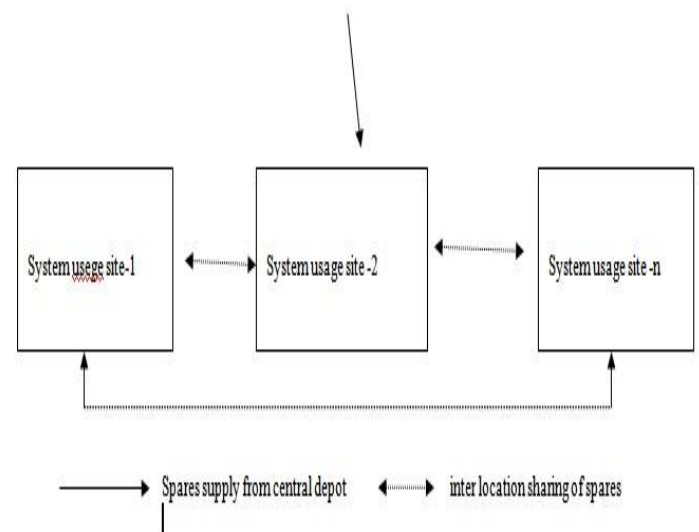 System usege site-1
System usage site -2
System usage site -n
Spares supply from central depot
inter location sharing of spares